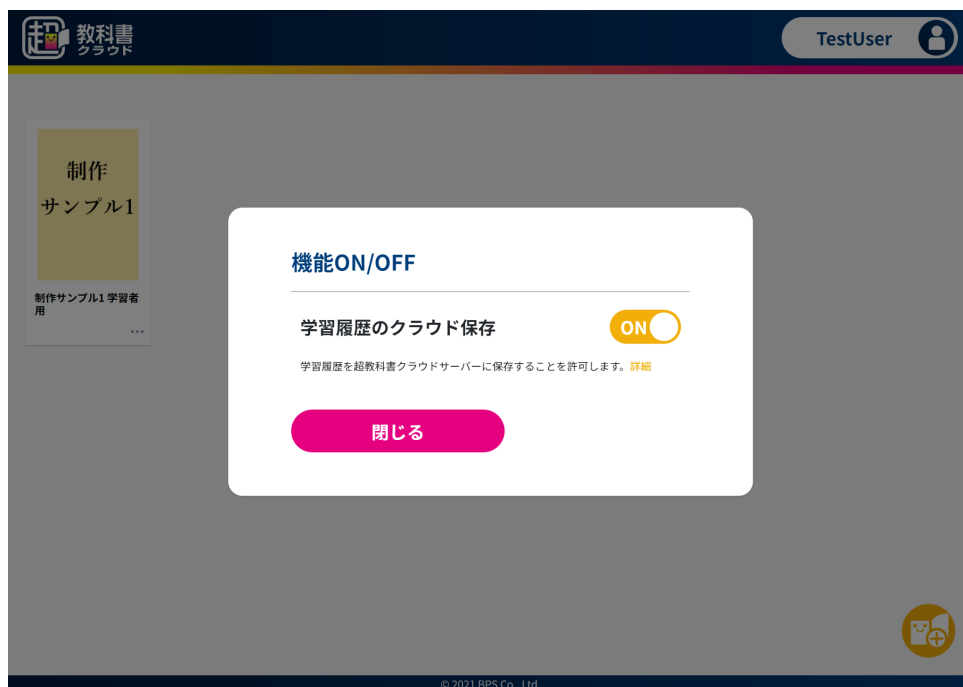 超 教科書
クラウド
TestUser
制作
サンプル1
制作サンプル1 学習者
用
...
機能ON/OFF
学習履歴のクラウド保存
ON
学習履歴を超教科書クラウドサーバーに保存することを許可します。詳細
閉じる
© 2021 BPS Co., Ltd.